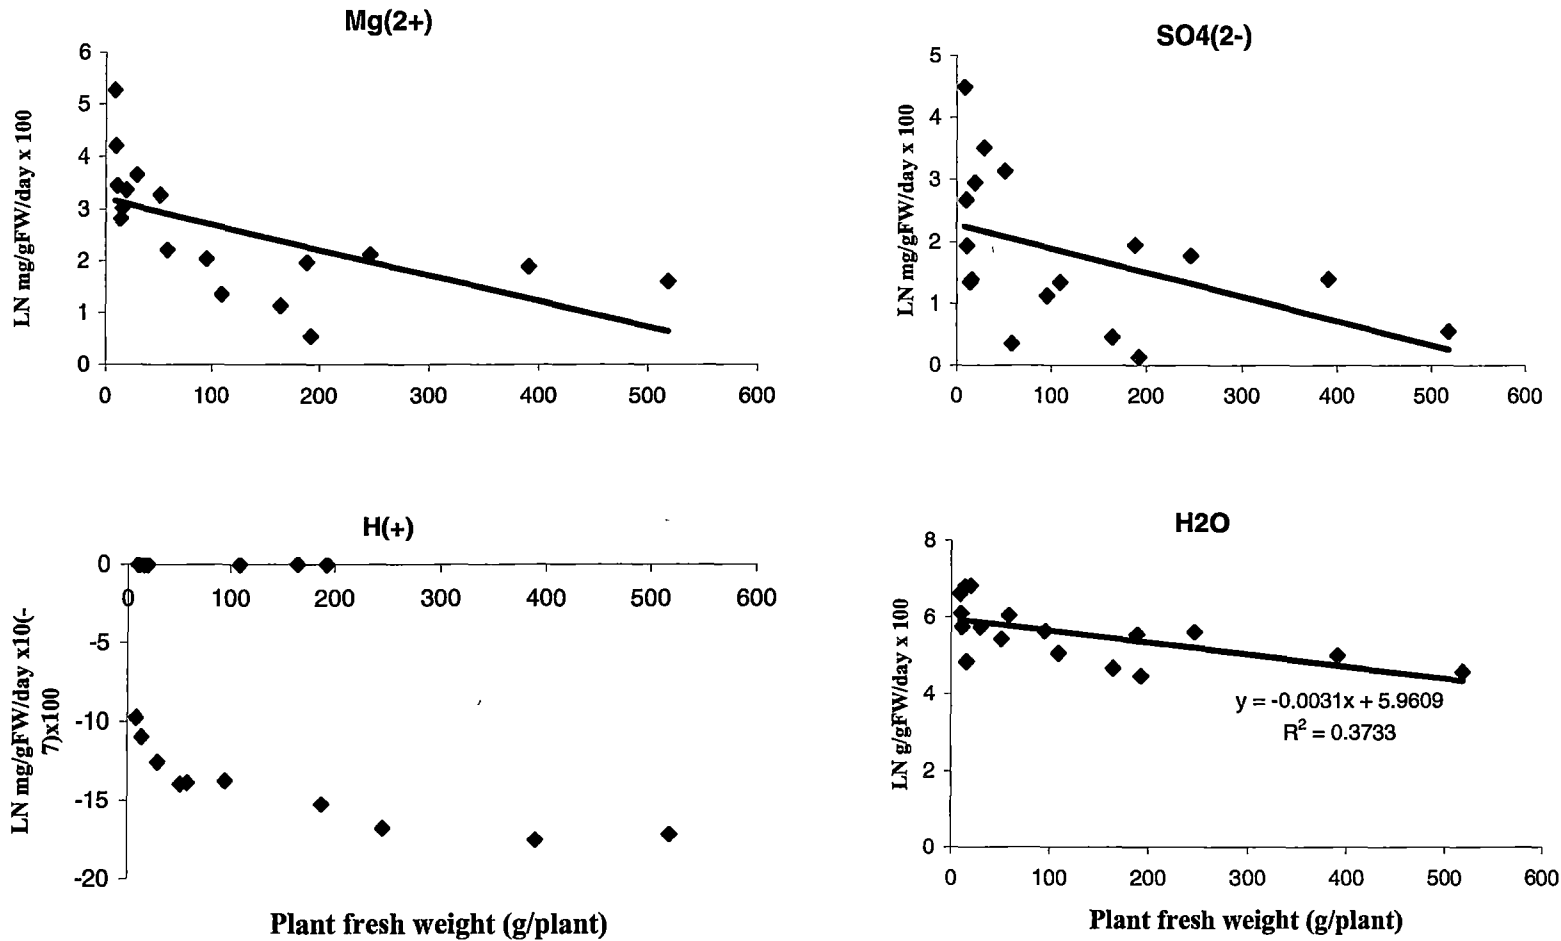 Mg(2+)
LN mg/gFW/day x 100
6
5
4
3
2
1
0
0 100 200 300 400 500 600
SO4(2-)
LN mg/gFW/day x 100
5
4
3
2
1
0
0 100 200 300 400 500 600
H(+)
LN mg/gFW/day x10(-
7)x100
0
-5
-10
-15
-20
0 100 200 300 400 500 600
Plant fresh weight (g/plant)
H2O
LN g/gFW/day x 100
8
6
4
2
0
y = -0.0031x + 5.9609
R² = 0.3733
0 100 200 300 400 500 600
Plant fresh weight (g/plant)